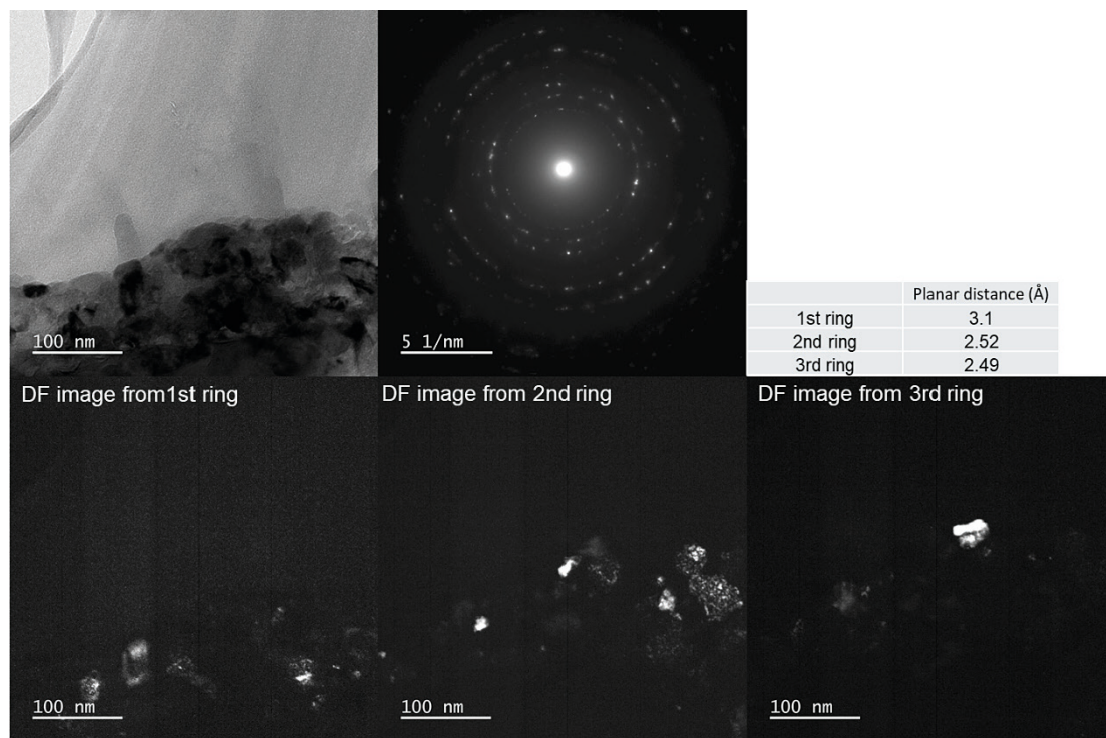 100 nm
5 1/nm
Planar distance (Å)
1st ring 3.1
2nd ring 2.52
3rd ring 2.49
DF image from1st ring
DF image from 2nd ring
DF image from 3rd ring
100 nm
100 nm
100 nm